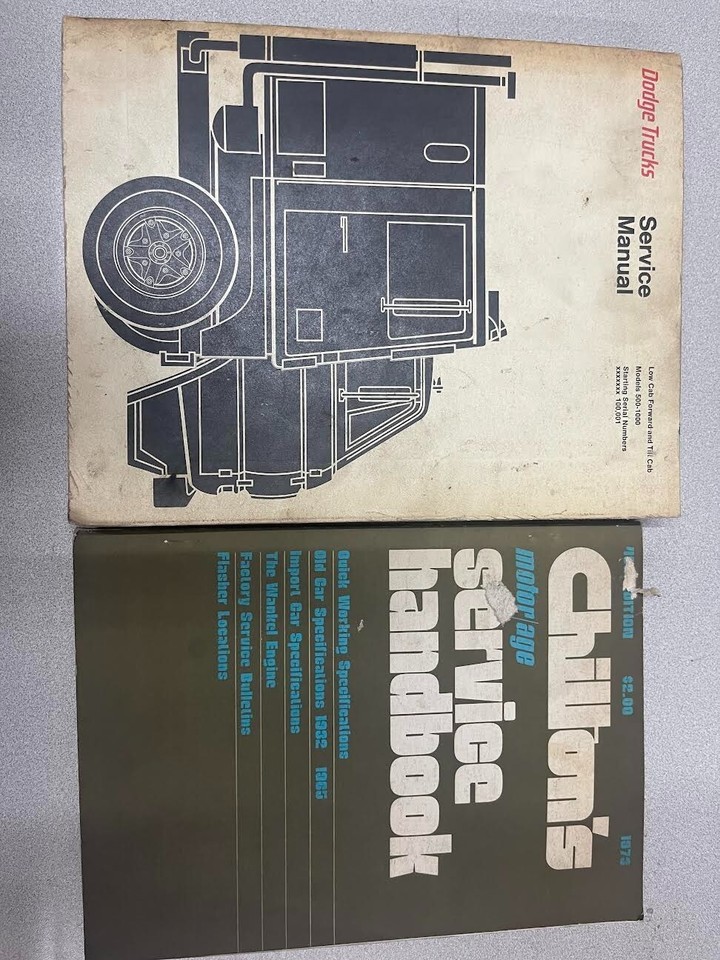 Dodge Trucks
Service
Manual
Low Cab Forward and Tilt Cab
Models 500-1000
Starting Serial Numbers
xxxxxxx 100,001
$2.00
Chilton's
motor/age
service
handbook
Quick Working Specifications
Old Car Specifications 1932 1965
Import Car Specifications
The Wankel Engine
Factory Service Bulletins
Flasher Locations